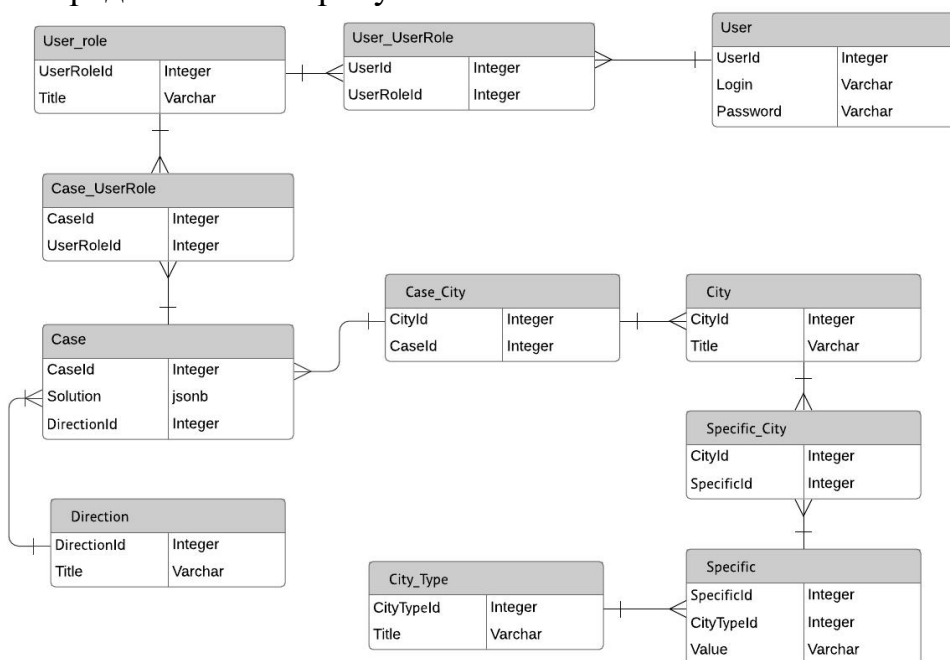 User_role
UserRoleId Integer
Title Varchar
User_UserRole
UserId Integer
UserRoleId Integer
User
UserId Integer
Login Varchar
Password Varchar
Case_UserRole
CaseId Integer
UserRoleId Integer
Case_City
CityId Integer
CaseId Integer
City
CityId Integer
Title Varchar
Case
CaseId Integer
Solution jsonb
DirectionId Integer
Specific_City
CityId Integer
SpecificId Integer
Direction
DirectionId Integer
Title Varchar
City_Type
CityTypeId Integer
Title Varchar
Specific
SpecificId Integer
CityTypeId Integer
Value Varchar